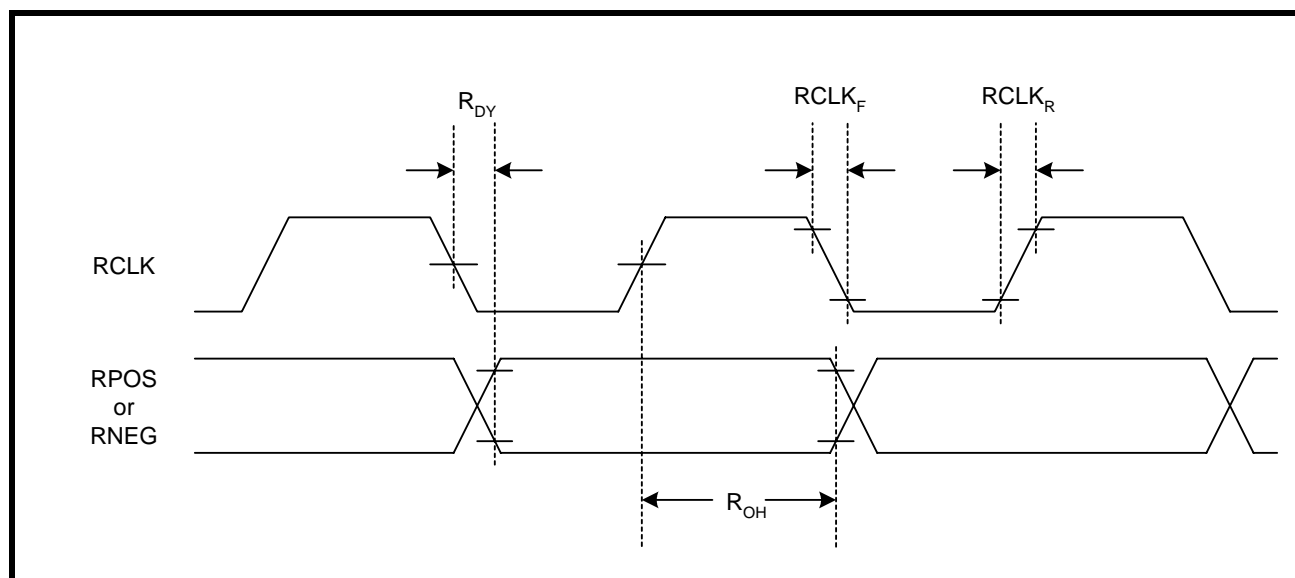 R_DY
RCLK_F
RCLK_R
RCLK
RPOS
or
RNEG
R_OH